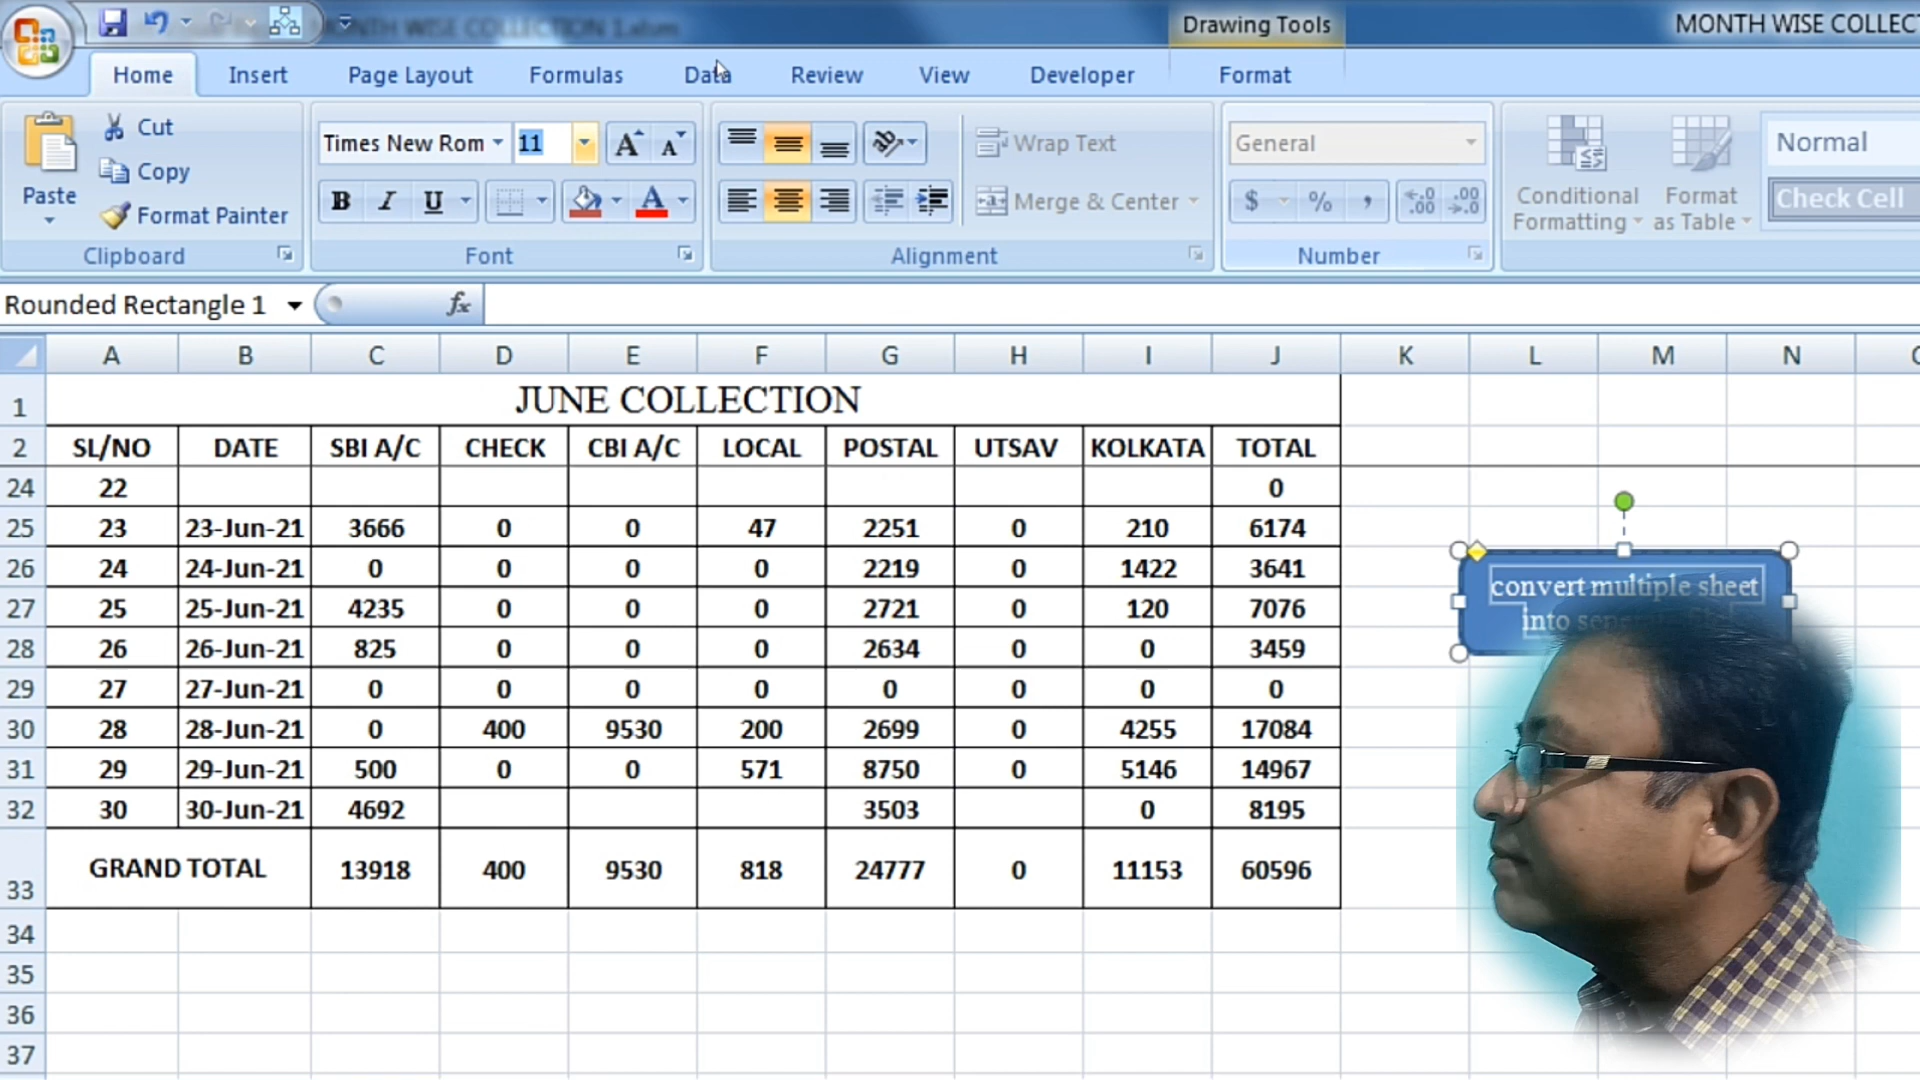 MONTH WISE COLLECTION 1.xlsm
Drawing Tools
MONTH WISE COLLECT
Home Insert Page Layout Formulas Data Review View Developer Format
Paste
Cut
Copy
Format Painter
Clipboard
Times New Rom 11
B I U A
Font
Wrap Text
Merge & Center
Alignment
General
$ % ,
Number
Conditional Formatting
Format as Table
Normal
Check Cell
Rounded Rectangle 1 fx
A B C D E F G H I J K L M N
1 JUNE COLLECTION
2 SL/NO DATE SBI A/C CHECK CBI A/C LOCAL POSTAL UTSAV KOLKATA TOTAL
24 22 0
25 23 23-Jun-21 3666 0 0 47 2251 0 210 6174
26 24 24-Jun-21 0 0 0 0 2219 0 1422 3641
27 25 25-Jun-21 4235 0 0 0 2721 0 120 7076
28 26 26-Jun-21 825 0 0 0 2634 0 0 3459
29 27 27-Jun-21 0 0 0 0 0 0 0 0
30 28 28-Jun-21 0 400 9530 200 2699 0 4255 17084
31 29 29-Jun-21 500 0 0 571 8750 0 5146 14967
32 30 30-Jun-21 4692 3503 0 8195
33 GRAND TOTAL 13918 400 9530 818 24777 0 11153 60596
34
35
36
37
convert multiple sheet
into